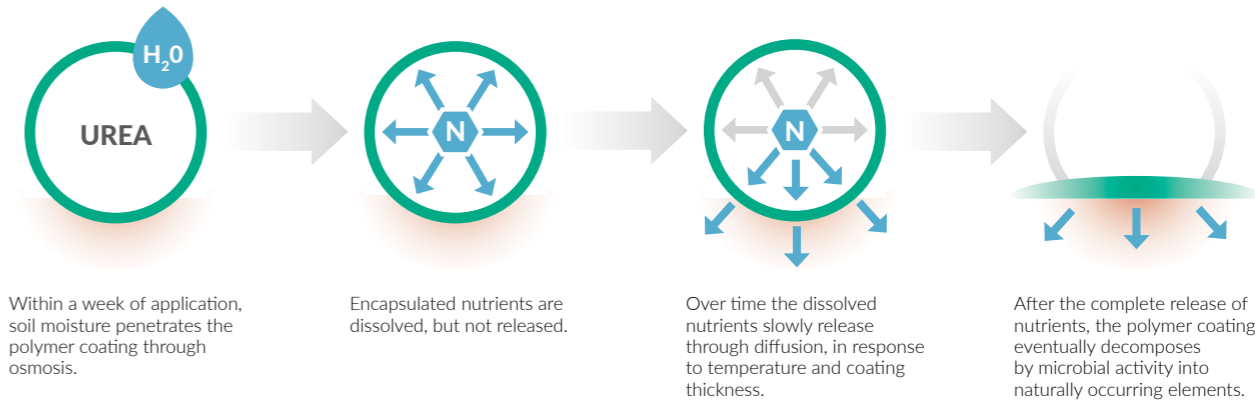 H₂0
UREA
N
N
Within a week of application,
soil moisture penetrates the
polymer coating through
osmosis.
Encapsulated nutrients are
dissolved, but not released.
Over time the dissolved
nutrients slowly release
through diffusion, in response
to temperature and coating
thickness.
After the complete release of
nutrients, the polymer coating
eventually decomposes
by microbial activity into
naturally occurring elements.